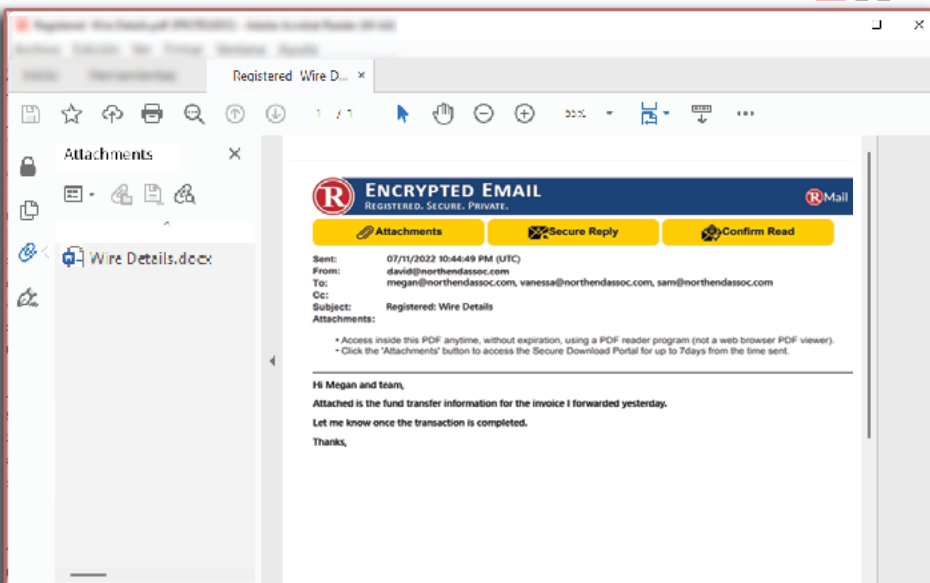 Registered Wire D...
1 / 1
Attachments
Wire Details.docx
R
ENCRYPTED EMAIL
REGISTERED. SECURE. PRIVATE.
RMail
Attachments Secure Reply Confirm Read
Sent: 07/11/2022 10:44:49 PM (UTC)
From: david@northendassoc.com
To: megan@northendassoc.com, vanessa@northendassoc.com, sam@northendassoc.com
Cc:
Subject: Registered: Wire Details
Attachments:
• Access inside this PDF anytime, without expiration, using a PDF reader program (not a web browser PDF viewer).
• Click the 'Attachments' button to access the Secure Download Portal for up to 7days from the time sent.
Hi Megan and team,
Attached is the fund transfer information for the invoice I forwarded yesterday.
Let me know once the transaction is completed.
Thanks,